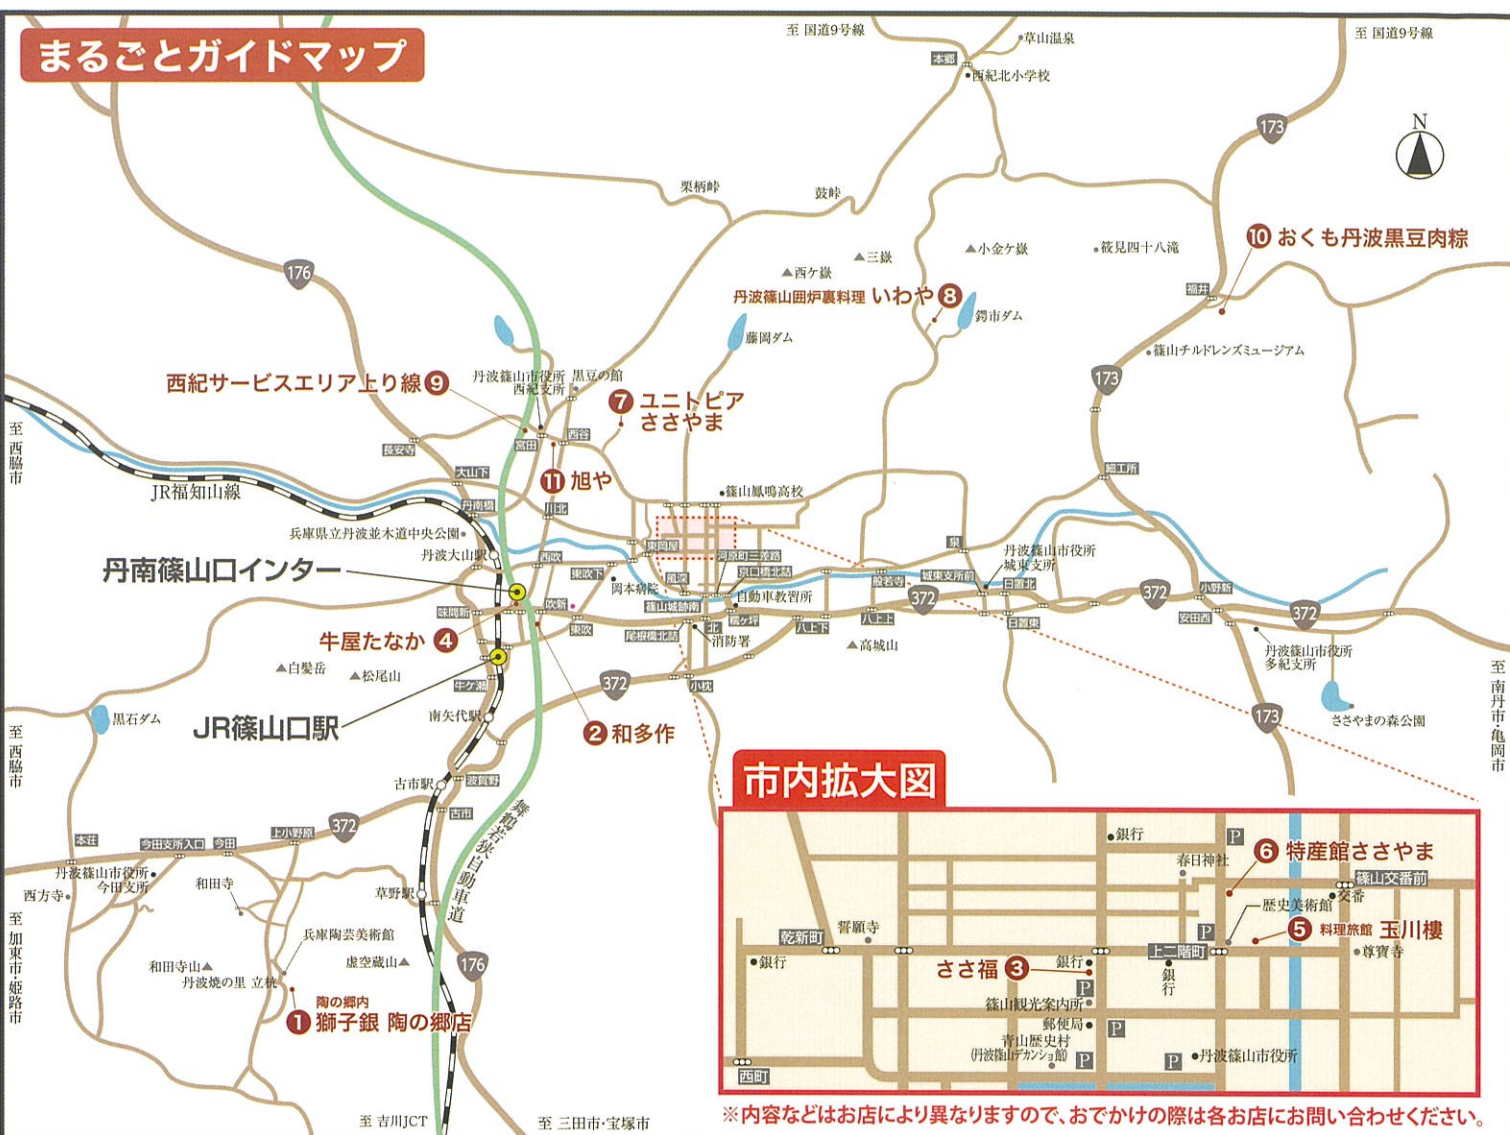 まるごとガイドマップ
至 国道9号線
至 国道9号線
草山温泉
本郷
西紀北小学校
173
N
栗柄峠
鼓峠
176
小金ケ嶽
三嶽
西ケ嶽
筱見四十八滝
10 おくも丹波黒豆肉粽
丹波篠山囲炉裏料理 いわや 8
福井
鍔市ダム
藤岡ダム
篠山チルドレンズミュージアム
173
西紀サービスエリア上り線 9
丹波篠山市役所
西紀支所
黒豆の館
7 ユニトピア
ささやま
至 西脇市
長安寺
宮田
西谷
大山下
11 旭や
細工所
JR福知山線
篠山鳳鳴高校
丹南橋
川北
兵庫県立丹波並木道中央公園
丹波大山駅
東岡屋
河原町三差路
泉
丹波篠山市役所
城東支所
丹南篠山口インター
西吹
東吹下
岡本病院
風深
京口橋北詰
般若寺
城東支所前
日置北
372
372
小野新
372
味間新
吹新
篠山城跡南
自動車教習所
牛屋たなか 4
東吹
尾根橋北詰
北
鶴ヶ坪
消防署
八上下
八上上
日置東
安田西
高城山
丹波篠山市役所
多紀支所
白髪岳
松尾山
牛ケ瀬
372
小枕
至 南丹市・亀岡市
黒石ダム
JR篠山口駅
南矢代駅
2 和多作
173
ささやまの森公園
至 西脇市
古市駅
波賀野
古市
舞鶴若狭自動車道
本荘
今田支所入口
今田
上小野原
372
丹波篠山市役所
今田支所
西方寺
和田寺
草野駅
至 加東市・姫路市
兵庫陶芸美術館
虚空蔵山
176
和田寺山
丹波焼の里 立杭
陶の郷内
1 獅子銀 陶の郷店
至 吉川JCT
至 三田市・宝塚市
市内拡大図
銀行
P
6 特産館ささやま
春日神社
篠山交番前
交番
歴史美術館
5 料理旅館 玉川樓
P
誓願寺
乾新町
上二階町
尊寶寺
銀行
ささ福 3
銀行
銀行
P
篠山観光案内所
郵便局
P
青山歴史村
(丹波篠山デカンショ館)
P
P
丹波篠山市役所
西町
※内容などはお店により異なりますので、おでかけの際は各お店にお問い合わせください。